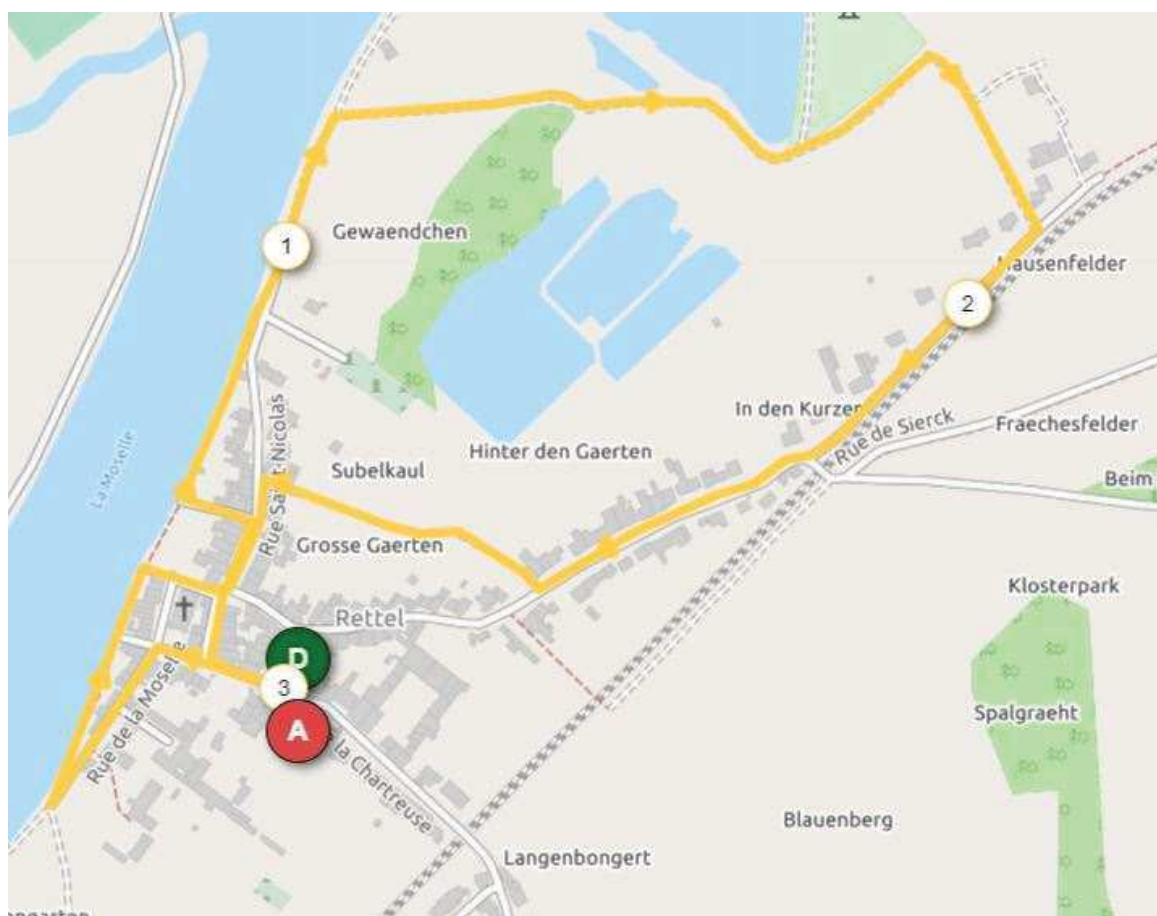 1
Gewaendchen
Hausenfelder
2
In den Kurzen
Rue de Sierck
Fraechesfelder
Beim
La Moselle
Rue Saint Nicolas
Subelkaul
Hinter den Gaerten
Grosse Gaerten
Klosterpark
Rettel
D
3
A
Rue de la Moselle
la Chartreuse
Spalgraeht
Blauenberg
Langenbongert